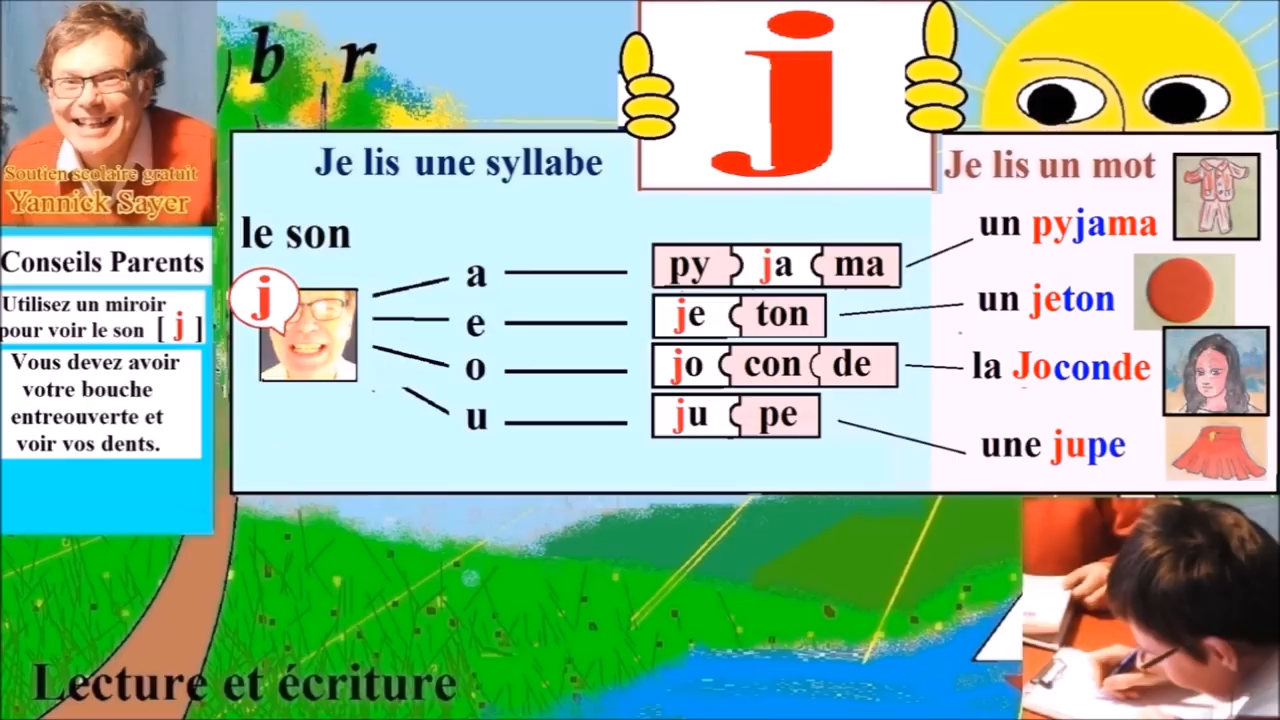 b r
j
Soutien scolaire gratuit
Yannick Sayer
Conseils Parents
Utilisez un miroir
pour voir le son [ j ]
Vous devez avoir
votre bouche
entreouverte et
voir vos dents.
Je lis une syllabe
le son
j
a
e
o
u
py ja ma
je ton
jo con de
ju pe
Je lis un mot
un pyjama
un jeton
la Joconde
une jupe
Lecture et écriture